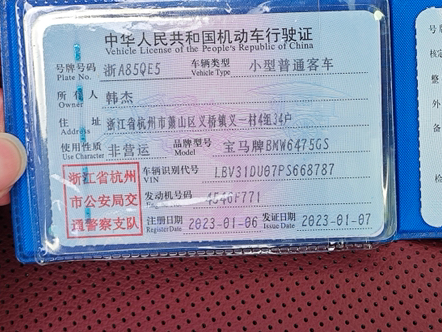 中华人民共和国机动车行驶证
Vehicle License of the People's Republic of China
号牌号码 浙A85QE5 车辆类型 小型普通客车
Plate No. Vehicle Type
所有人 韩杰
Owner
住址 浙江省杭州市萧山区义桥镇义一村4组34户
Address
使用性质 非营运 品牌型号 宝马牌BMW6475GS
Use Character Model
浙江省杭州
市公安局交
通警察支队
车辆识别代号 LBV31DU07PS668787
VIN
发动机号码
注册日期 2023-01-06 发证日期 2023-01-07
Register Date Issue Date